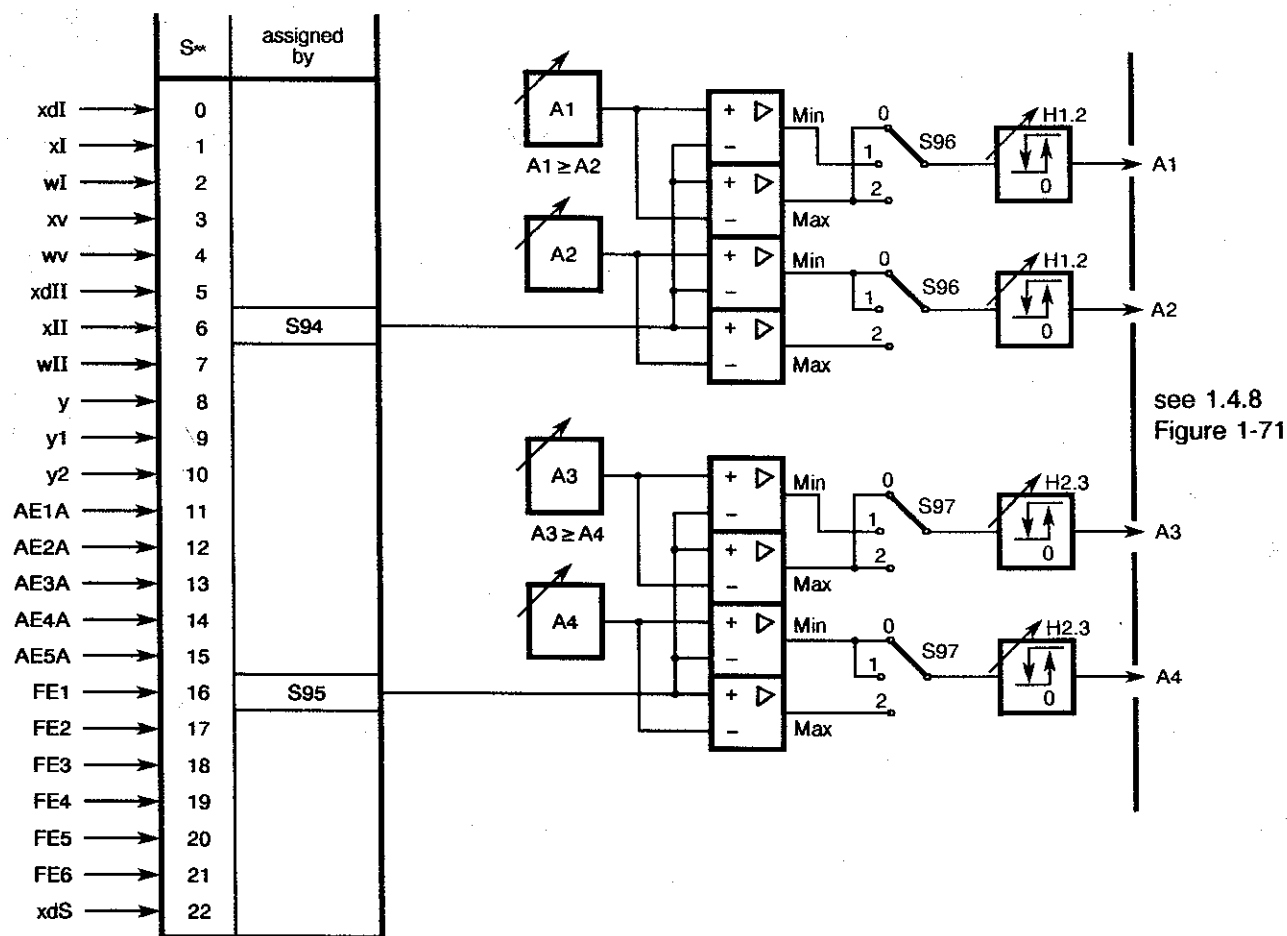 S** assigned by
xdI 0
xI 1
wI 2
xv 3
wv 4
xdII 5
xII 6 S94
wII 7
y 8
y1 9
y2 10
AE1A 11
AE2A 12
AE3A 13
AE4A 14
AE5A 15
FE1 16 S95
FE2 17
FE3 18
FE4 19
FE5 20
FE6 21
xdS 22
A1
A1 ≥ A2
+ Min
−
+ Max
−
0
1
2
S96
H1.2
0
A1
A2
+ Min
−
+ Max
−
0
1
2
S96
H1.2
0
A2
see 1.4.8
Figure 1-71
A3
A3 ≥ A4
+ Min
−
+ Max
−
0
1
2
S97
H2.3
0
A3
A4
+ Min
−
+ Max
−
0
1
2
S97
H2.3
0
A4